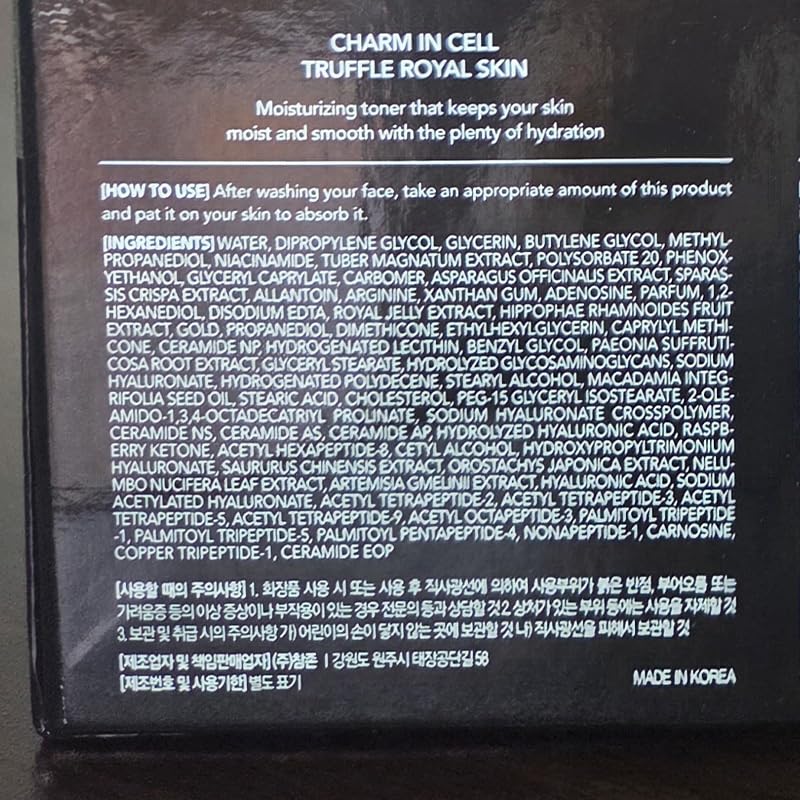 CHARM IN CELL
TRUFFLE ROYAL SKIN
Moisturizing toner that keeps your skin
moist and smooth with the plenty of hydration
[HOW TO USE] After washing your face, take an appropriate amount of this product
and pat it on your skin to absorb it.
[INGREDIENTS] WATER, DIPROPYLENE GLYCOL, GLYCERIN, BUTYLENE GLYCOL, METHYL-
PROPANEDIOL, NIACINAMIDE, TUBER MAGNATUM EXTRACT, POLYSORBATE 20, PHENOX-
YETHANOL, GLYCERYL CAPRYLATE, CARBOMER, ASPARAGUS OFFICINALIS EXTRACT, SPARAS-
SIS CRISPA EXTRACT, ALLANTOIN, ARGININE, XANTHAN GUM, ADENOSINE, PARFUM, 1,2-
HEXANEDIOL, DISODIUM EDTA, ROYAL JELLY EXTRACT, HIPPOPHAE RHAMNOIDES FRUIT
EXTRACT, GOLD, PROPANEDIOL, DIMETHICONE, ETHYLHEXYLGLYCERIN, CAPRYLYL METHI-
CONE, CERAMIDE NP, HYDROGENATED LECITHIN, BENZYL GLYCOL, PAEONIA SUFFRUTI-
COSA ROOT EXTRACT, GLYCERYL STEARATE, HYDROLYZED GLYCOSAMINOGLYCANS, SODIUM
HYALURONATE, HYDROGENATED POLYDECENE, STEARYL ALCOHOL, MACADAMIA INTEG-
RIFOLIA SEED OIL, STEARIC ACID, CHOLESTEROL, PEG-15 GLYCERYL ISOSTEARATE, 2-OLE-
AMIDO-1,3,4-OCTADECATRIYL PROLINATE, SODIUM HYALURONATE CROSSPOLYMER,
CERAMIDE NS, CERAMIDE AS, CERAMIDE AP, HYDROLYZED HYALURONIC ACID, RASPB-
ERRY KETONE, ACETYL HEXAPEPTIDE-8, CETYL ALCOHOL, HYDROXYPROPYLTRIMONIUM
HYALURONATE, SAURURUS CHINENSIS EXTRACT, OROSTACHYS JAPONICA EXTRACT, NELU-
MBO NUCIFERA LEAF EXTRACT, ARTEMISIA GMELINII EXTRACT, HYALURONIC ACID, SODIUM
ACETYLATED HYALURONATE, ACETYL TETRAPEPTIDE-2, ACETYL TETRAPEPTIDE-3, ACETYL
TETRAPEPTIDE-5, ACETYL TETRAPEPTIDE-9, ACETYL OCTAPEPTIDE-3, PALMITOYL TRIPEPTIDE
-1, PALMITOYL TRIPEPTIDE-5, PALMITOYL PENTAPEPTIDE-4, NONAPEPTIDE-1, CARNOSINE,
COPPER TRIPEPTIDE-1, CERAMIDE EOP
[사용할 때의 주의사항] 1. 화장품 사용 시 또는 사용 후 직사광선에 의하여 사용부위가 붉은 반점, 부어오름 또는
가려움증 등의 이상 증상이나 부작용이 있는 경우 전문의 등과 상담할 것 2. 상처가 있는 부위 등에는 사용을 자제할 것
3. 보관 및 취급 시의 주의사항 가) 어린이의 손이 닿지 않는 곳에 보관할 것 나) 직사광선을 피해서 보관할 것
[제조업자 및 책임판매업자] (주)참존 | 강원도 원주시 태장공단길 58
[제조번호 및 사용기한] 별도 표기
MADE IN KOREA